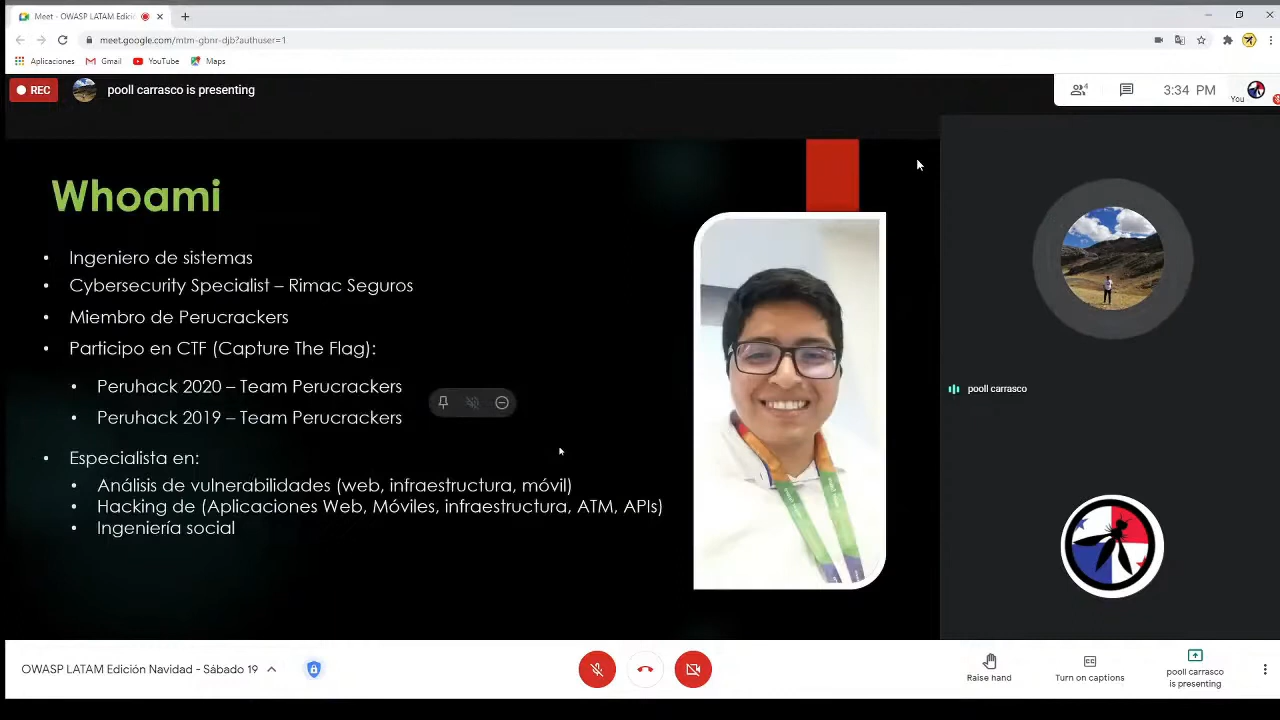 Meet - OWASP LATAM Edici
meet.google.com/mtm-gbnr-djb?authuser=1
Aplicaciones Gmail YouTube Maps
REC pooll carrasco is presenting
4 3:34 PM You
Whoami
• Ingeniero de sistemas
• Cybersecurity Specialist – Rimac Seguros
• Miembro de Perucrackers
• Participo en CTF (Capture The Flag):
• Peruhack 2020 – Team Perucrackers
• Peruhack 2019 – Team Perucrackers
• Especialista en:
• Análisis de vulnerabilidades (web, infraestructura, móvil)
• Hacking de (Aplicaciones Web, Móviles, infraestructura, ATM, APIs)
• Ingeniería social
pooll carrasco
OWASP LATAM Edición Navidad - Sábado 19
Raise hand
Turn on captions
pooll carrasco
is presenting